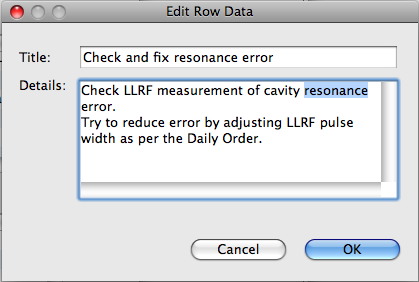 Edit Row Data
Title: Check and fix resonance error
Details: Check LLRF measurement of cavity resonance
error.
Try to reduce error by adjusting LLRF pulse
width as per the Daily Order.
Cancel OK